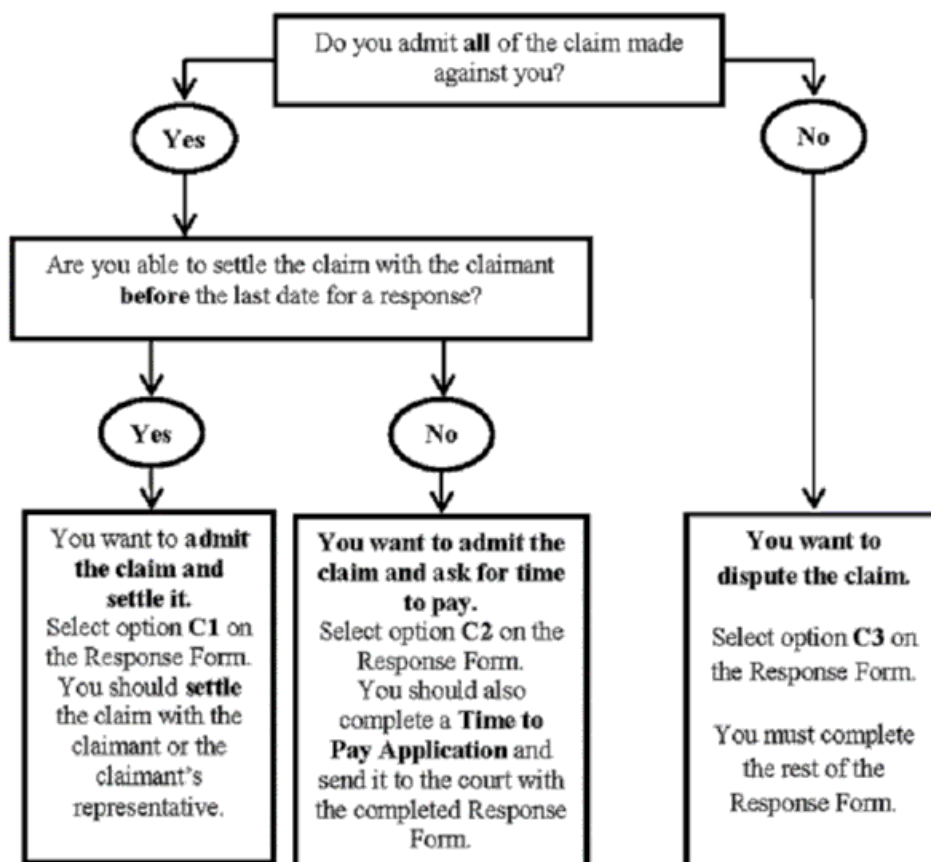 Do you admit all of the claim made
against you?
Yes
No
Are you able to settle the claim with the claimant
before the last date for a response?
Yes
No
You want to admit
the claim and
settle it.
Select option C1 on
the Response Form.
You should settle
the claim with the
claimant or the
claimant's
representative.
You want to admit the
claim and ask for time
to pay.
Select option C2 on the
Response Form.
You should also
complete a Time to
Pay Application and
send it to the court with
the completed Response
Form.
You want to
dispute the claim.
Select option C3 on
the Response Form.
You must complete
the rest of the
Response Form.